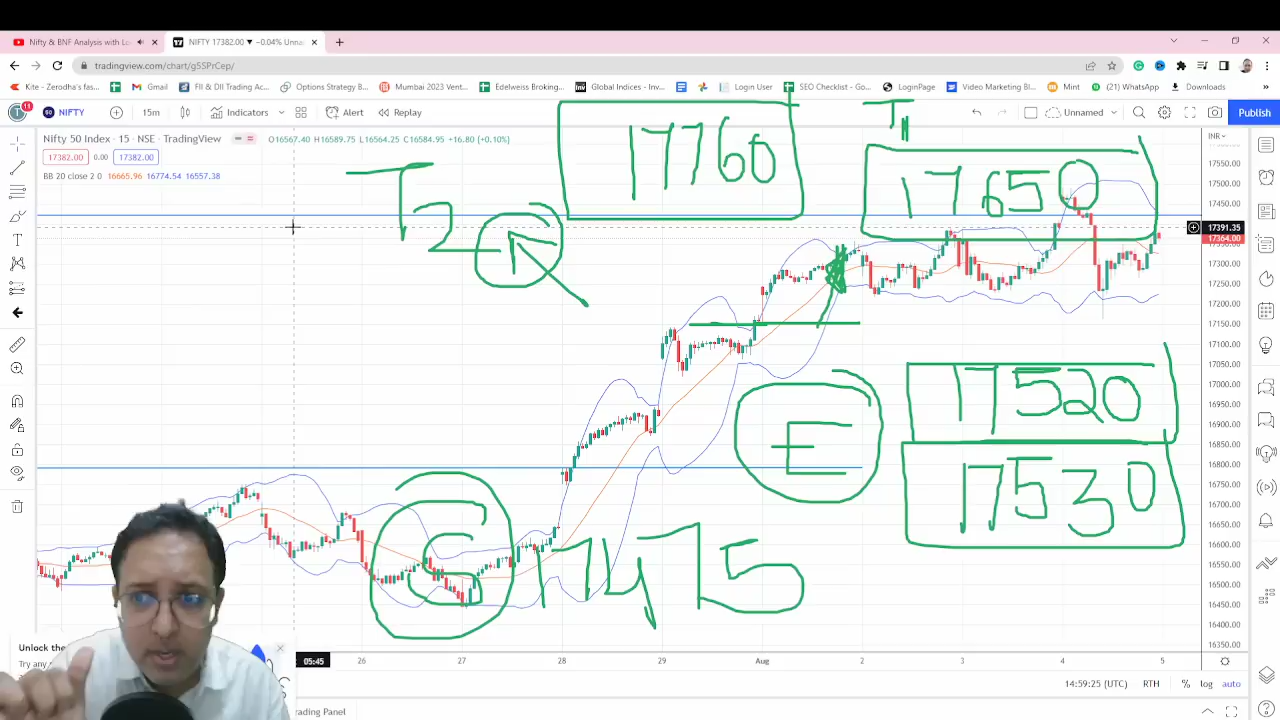 Nifty & BNF Analysis with La
NIFTY 17382.00 ▼ −0.04% Unna
tradingview.com/chart/g5SPrCep/
Kite - Zerodha's fas...
Gmail
FII & DII Trading Ac...
Options Strategy B...
Mumbai 2023 Vent...
Edelweiss Broking...
Global Indices - Inv...
Login User
SEO Checklist - Go...
LoginPage
Video Marketing Bl...
Mint
(21) WhatsApp
Downloads
11
T
50 NIFTY
15m
Indicators
Alert
Replay
Unnamed
Publish
Nifty 50 Index · 15 · NSE · TradingView
O16567.40 H16589.75 L16564.25 C16584.95 +16.80 (+0.10%)
17382.00 0.00 17382.00
BB 20 close 2 0 16665.96 16774.54 16557.38
INR
17550.00
17500.00
17450.00
17391.35
17364.00
17300.00
17250.00
17200.00
17150.00
17100.00
17050.00
17000.00
16950.00
16900.00
16850.00
16800.00
16750.00
16700.00
16650.00
16600.00
16550.00
16500.00
16450.00
16400.00
16350.00
T2
17760
T1
17650
E
17520
17530
S
17475
Unlock the
Try any
05:45
26
27
28
29
Aug
2
3
4
5
14:59:25 (UTC)
RTH
%
log
auto
ding Panel